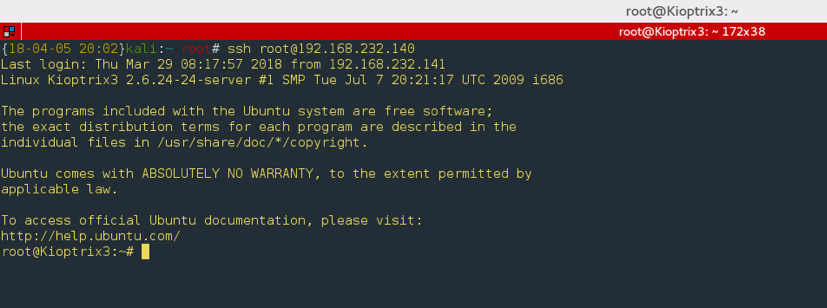 root@Kioptrix3: ~
root@Kioptrix3: ~ 172x38
{18-04-05 20:02}kali:~ root# ssh root@192.168.232.140
Last login: Thu Mar 29 08:17:57 2018 from 192.168.232.141
Linux Kioptrix3 2.6.24-24-server #1 SMP Tue Jul 7 20:21:17 UTC 2009 i686
The programs included with the Ubuntu system are free software;
the exact distribution terms for each program are described in the
individual files in /usr/share/doc/*/copyright.
Ubuntu comes with ABSOLUTELY NO WARRANTY, to the extent permitted by
applicable law.
To access official Ubuntu documentation, please visit:
http://help.ubuntu.com/
root@Kioptrix3:~#